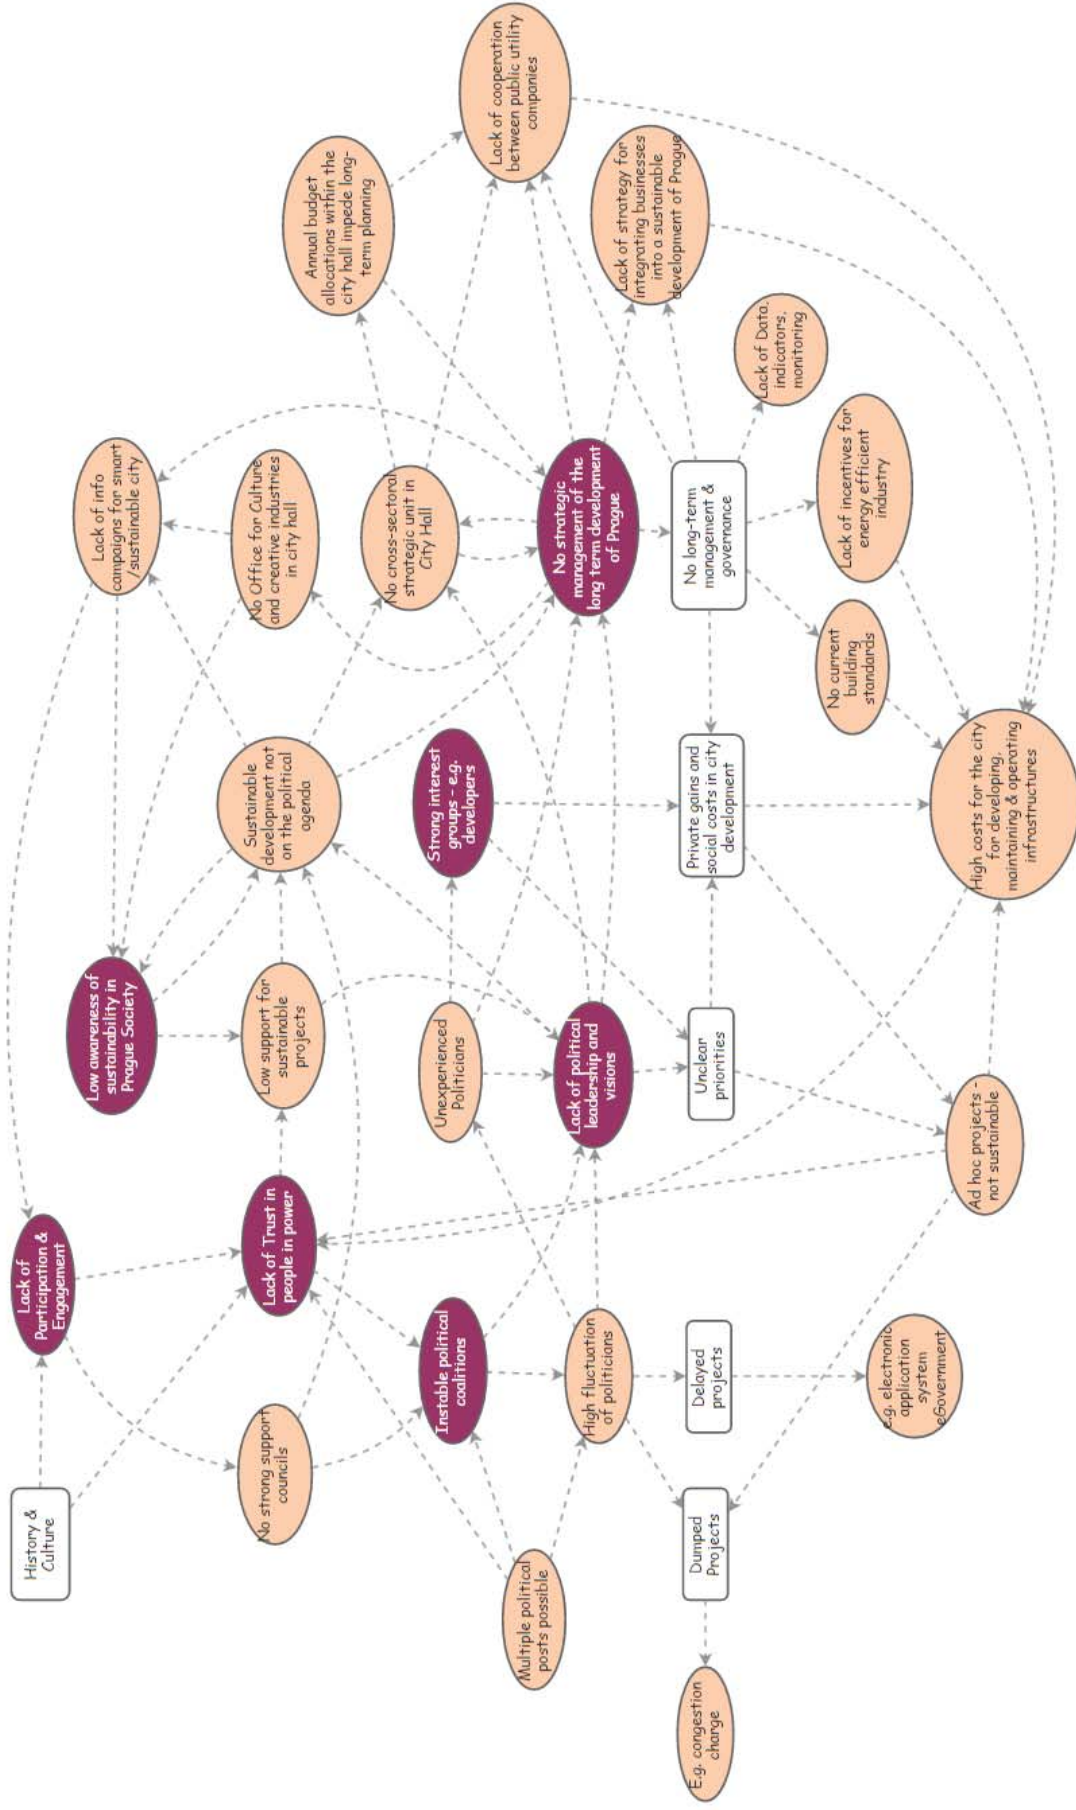 History &
Culture
Lack of
Participation &
Engagement
Low awareness of
sustainability in
Prague Society
Lack of info
campaigns for smart
/sustainable city
No strong support
councils
Lack of Trust in
people in power
Low support for
sustainable
projects
Sustainable
development not
on the political
agenda
No Office for Culture
and creative industries
in city hall
Annual budget
allocations within the
city hall impede long-
term planning
Instable political
coalitions
Unexperienced
Politicians
Strong interest
groups - e.g.
developers
No cross-sectoral
strategic unit in
City Hall
Lack of cooperation
between public utility
companies
Multiple political
posts possible
High fluctuation
of politicians
Lack of political
leadership and
visions
No strategic
management of the
long term development
of Prague
Lack of strategy for
integrating businesses
into a sustainable
development of Prague
E.g. congestion
charge
Dumped
Projects
Delayed
projects
Unclear
priorities
Private gains and
social costs in city
development
No long-term
management &
governance
Lack of Data,
indicators,
monitoring
e.g. electronic
application
system
eGovernment
Ad hoc projects -
not sustainable
High costs for the city
for developing,
maintaining & operating
infrastructures
No current
building
standards
Lack of incentives for
energy efficient
industry